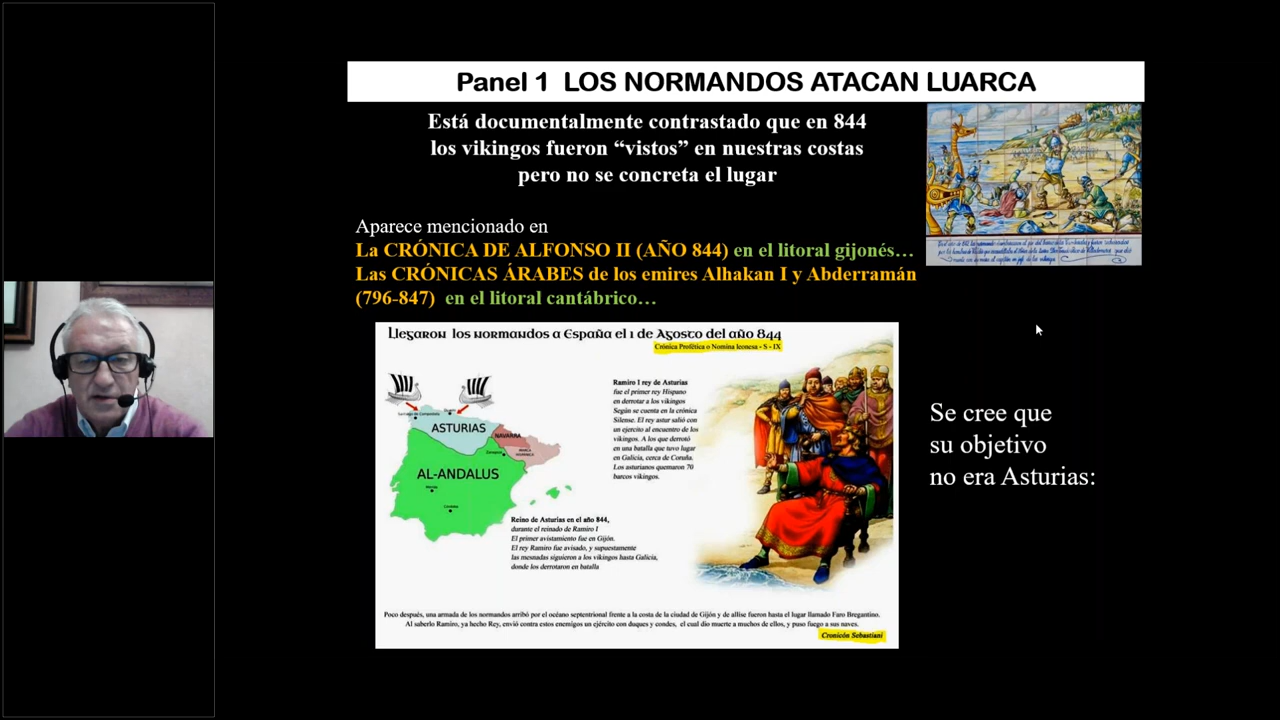 Panel 1 LOS NORMANDOS ATACAN LUARCA
Está documentalmente contrastado que en 844
los vikingos fueron “vistos” en nuestras costas
pero no se concreta el lugar
Aparece mencionado en
La CRÓNICA DE ALFONSO II (AÑO 844) en el litoral gijonés…
Las CRÓNICAS ÁRABES de los emires Alhakan I y Abderramán
(796-847) en el litoral cantábrico…
Llegaron los normandos a España el 1 de Agosto del año 844
Crónica Profética o Nomina leonesa - S - IX
ASTURIAS
NAVARRA
AL-ANDALUS
Córdoba
Ramiro I rey de Asturias
fue el primer rey Hispano
en derrotar a los vikingos
Según se cuenta en la crónica
Silense. El rey astur salió con
un ejercito al encuentro de los
vikingos. A los que derrotó
en una batalla que tuvo lugar
en Galicia, cerca de Coruña.
Los asturianos quemaron 70
barcos vikingos.
Reino de Asturias en el año 844,
durante el reinado de Ramiro I
El primer avistamiento fue en Gijón.
El rey Ramiro fue avisado, y supuestamente
las mesnadas siguieron a los vikingos hasta Galicia,
donde los derrotaron en batalla
Poco después, una armada de los normandos arribó por el océano septentrional frente a la costa de la ciudad de Gijón y de allise fueron hasta el lugar llamado Faro Bregantino.
Al saberlo Ramiro, ya hecho Rey, envió contra estos enemigos un ejército con duques y condes, el cual dio muerte a muchos de ellos, y puso fuego a sus naves.
Cronicón Sebastiani
Se cree que
su objetivo
no era Asturias: